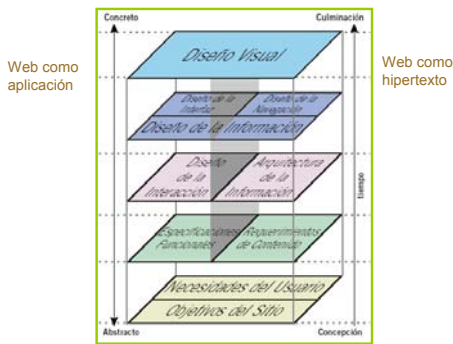 Concreto
Culminación
Web como
aplicación
Web como
hipertexto
Diseño Visual
Diseño de la
Interfaz
Diseño de la
Navegación
Diseño de la Información
Diseño
de la
Interacción
Arquitectura
de la
Información
tiempo
Especificaciones
Funcionales
Requerimientos
de Contenido
Necesidades del Usuario
Objetivos del Sitio
Abstracto
Concepción